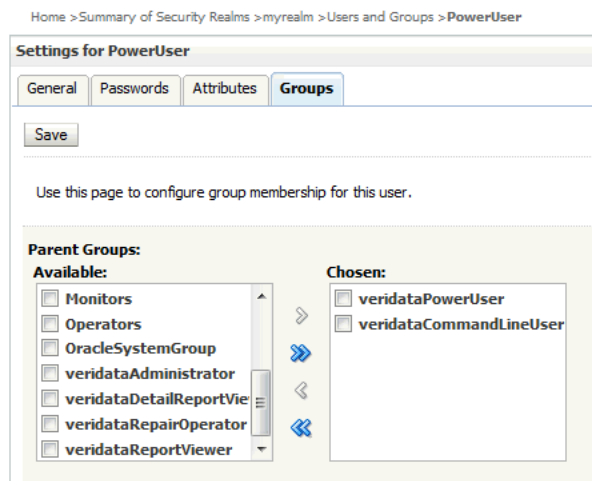 Home >Summary of Security Realms >myrealm >Users and Groups >PowerUser
Settings for PowerUser
General Passwords Attributes Groups
Save
Use this page to configure group membership for this user.
Parent Groups:
Available:
Monitors
Operators
OracleSystemGroup
veridataAdministrator
veridataDetailReportVie
veridataRepairOperator
veridataReportViewer
Chosen:
veridataPowerUser
veridataCommandLineUser